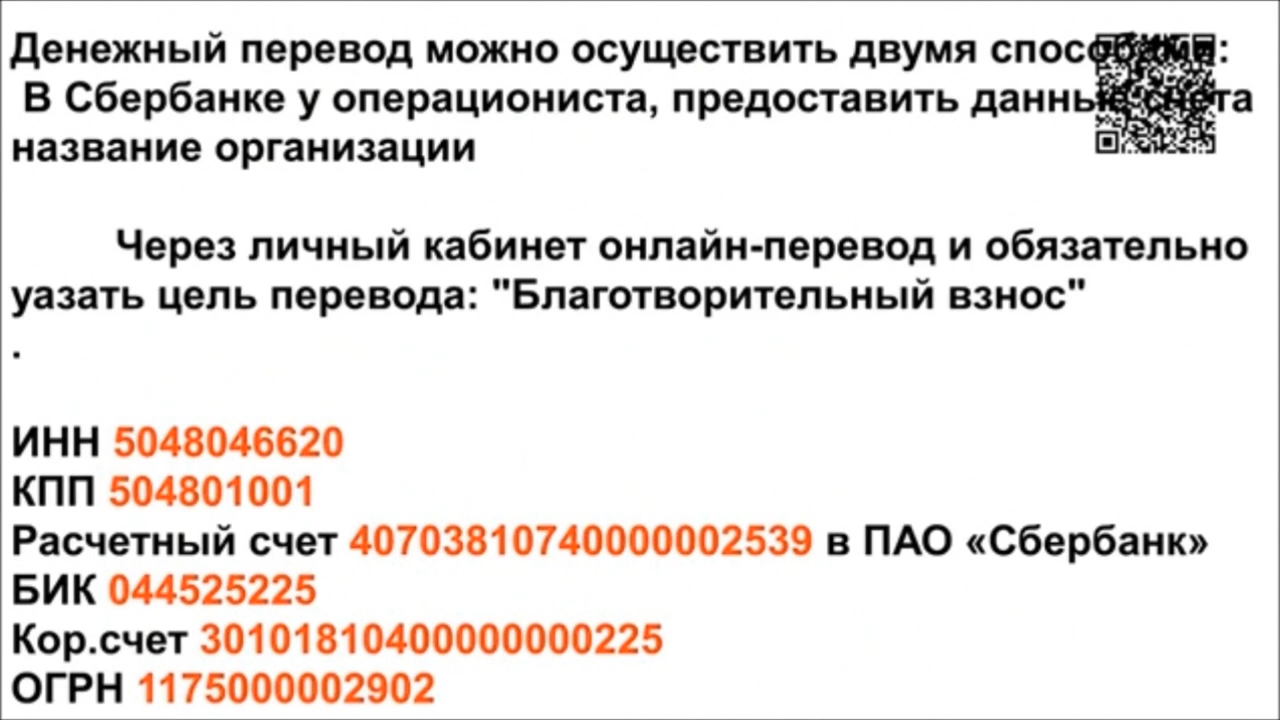 Денежный перевод можно осуществить двумя способами:
В Сбербанке у операциониста, предоставить данные счета
название организации
Через личный кабинет онлайн-перевод и обязательно
уазать цель перевода: "Благотворительный взнос"
.
ИНН 5048046620
КПП 504801001
Расчетный счет 40703810740000002539 в ПАО «Сбербанк»
БИК 044525225
Кор.счет 30101810400000000225
ОГРН 1175000002902